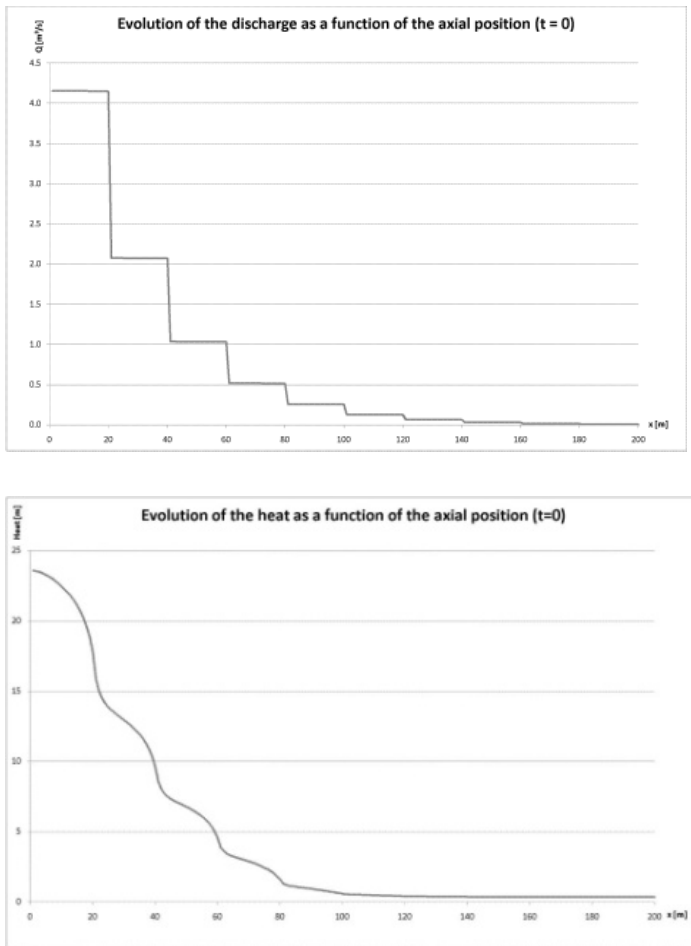 Evolution of the discharge as a function of the axial position (t = 0)
Q [m³/s]
4.5
4.0
3.5
3.0
2.5
2.0
1.5
1.0
0.5
0.0
0 20 40 60 80 100 120 140 160 180 200
x [m]
Evolution of the heat as a function of the axial position (t=0)
Heat [m]
25
20
15
10
5
0
0 20 40 60 80 100 120 140 160 180 200 x [m]